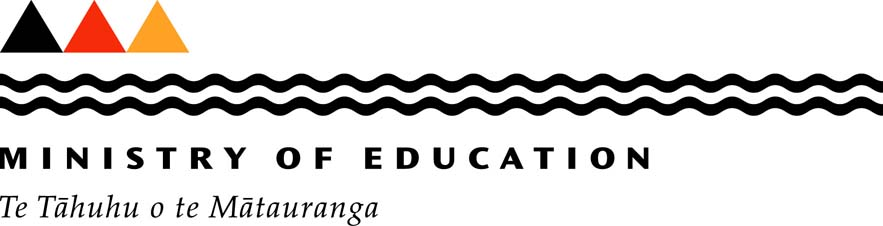 MINISTRY OF EDUCATION
Te Tāhuhu o te Mātauranga